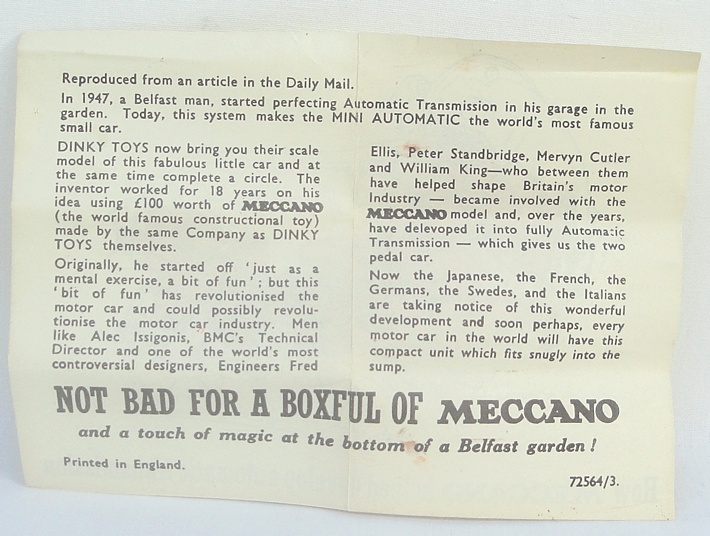 Reproduced from an article in the Daily Mail.
In 1947, a Belfast man, started perfecting Automatic Transmission in his garage in the
garden. Today, this system makes the MINI AUTOMATIC the world's most famous
small car.
DINKY TOYS now bring you their scale
model of this fabulous little car and at
the same time complete a circle. The
inventor worked for 18 years on his
idea using £100 worth of MECCANO
(the world famous constructional toy)
made by the same Company as DINKY
TOYS themselves.
Originally, he started off 'just as a
mental exercise, a bit of fun'; but this
'bit of fun' has revolutionised the
motor car and could possibly revolu-
tionise the motor car industry. Men
like Alec Issigonis, BMC's Technical
Director and one of the world's most
controversial designers, Engineers Fred
Ellis, Peter Standbridge, Mervyn Cutler
and William King—who between them
have helped shape Britain's motor
Industry — became involved with the
MECCANO model and, over the years,
have delevoped it into fully Automatic
Transmission — which gives us the two
pedal car.
Now the Japanese, the French, the
Germans, the Swedes, and the Italians
are taking notice of this wonderful
development and soon perhaps, every
motor car in the world will have this
compact unit which fits snugly into the
sump.
NOT BAD FOR A BOXFUL OF MECCANO
and a touch of magic at the bottom of a Belfast garden!
Printed in England.
72564/3.